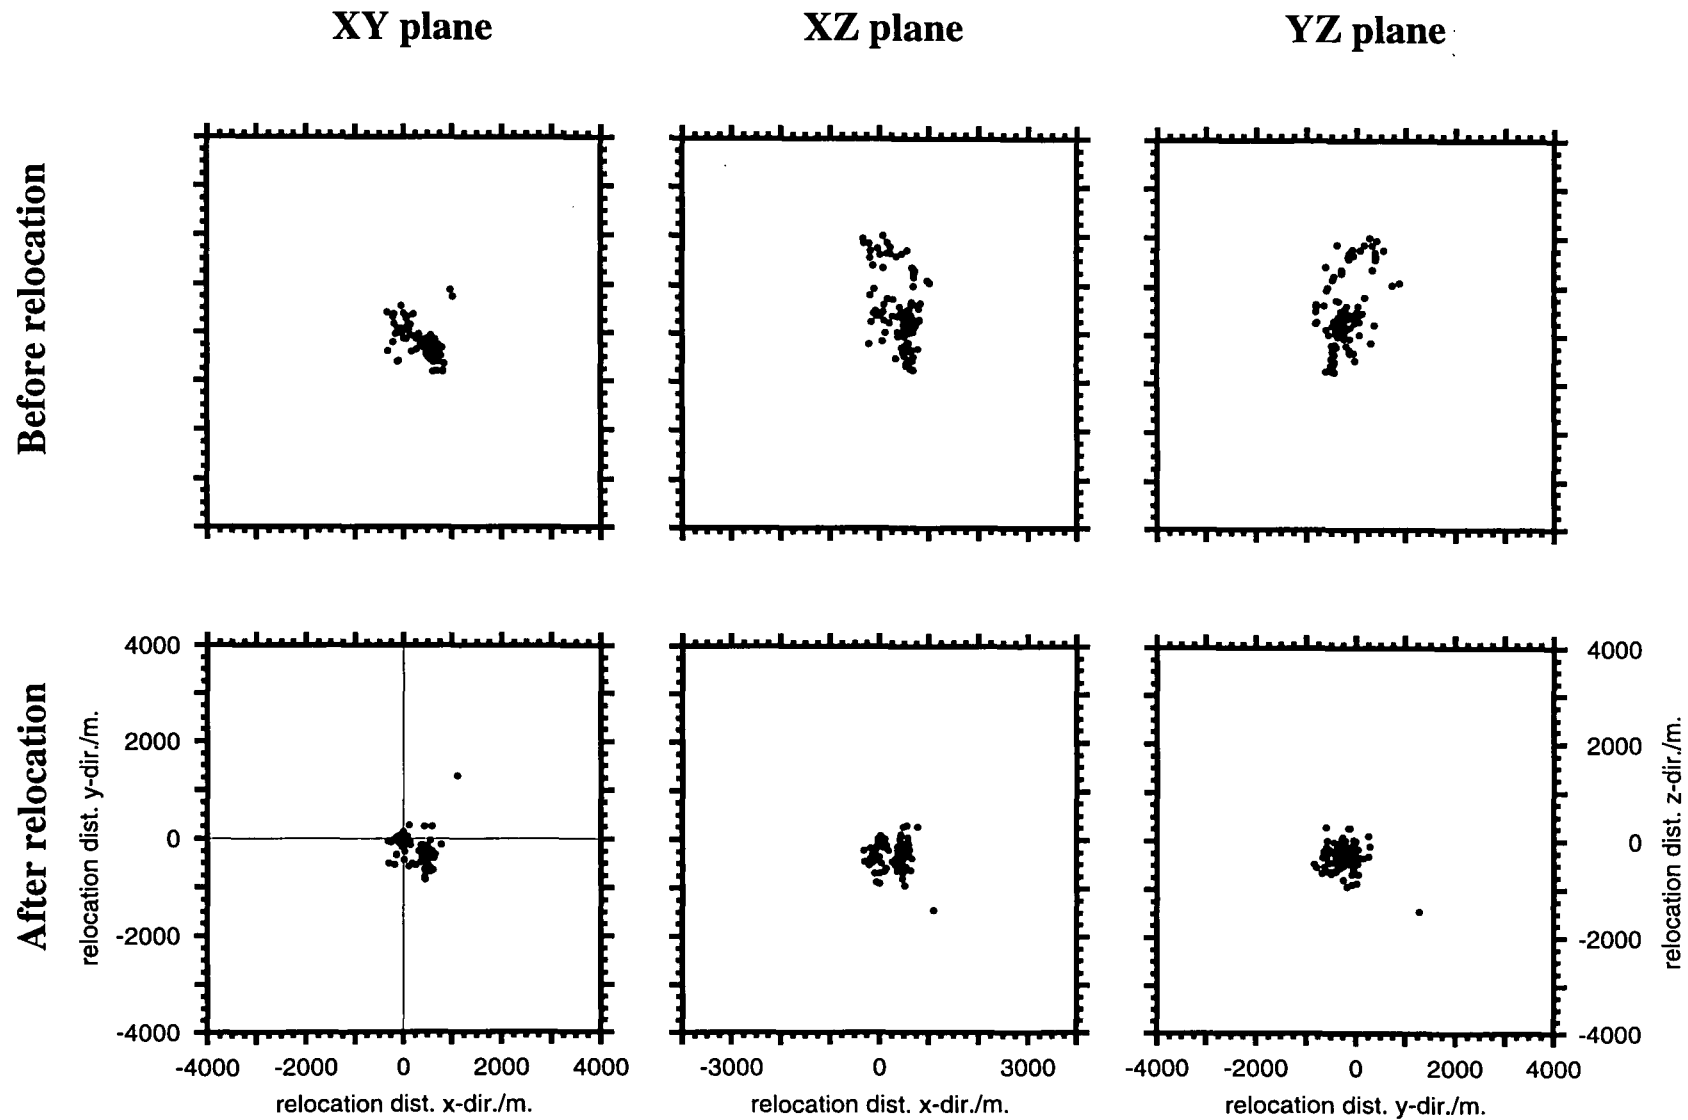 XY plane
XZ plane
YZ plane
Before relocation
After relocation
relocation dist. y-dir./m.
4000
2000
0
-2000
-4000
4000
2000
0
-2000
-4000
relocation dist. z-dir./m.
-4000 -2000 0 2000 4000
-3000 0 3000
-4000 -2000 0 2000 4000
relocation dist. x-dir./m.
relocation dist. x-dir./m.
relocation dist. y-dir./m.